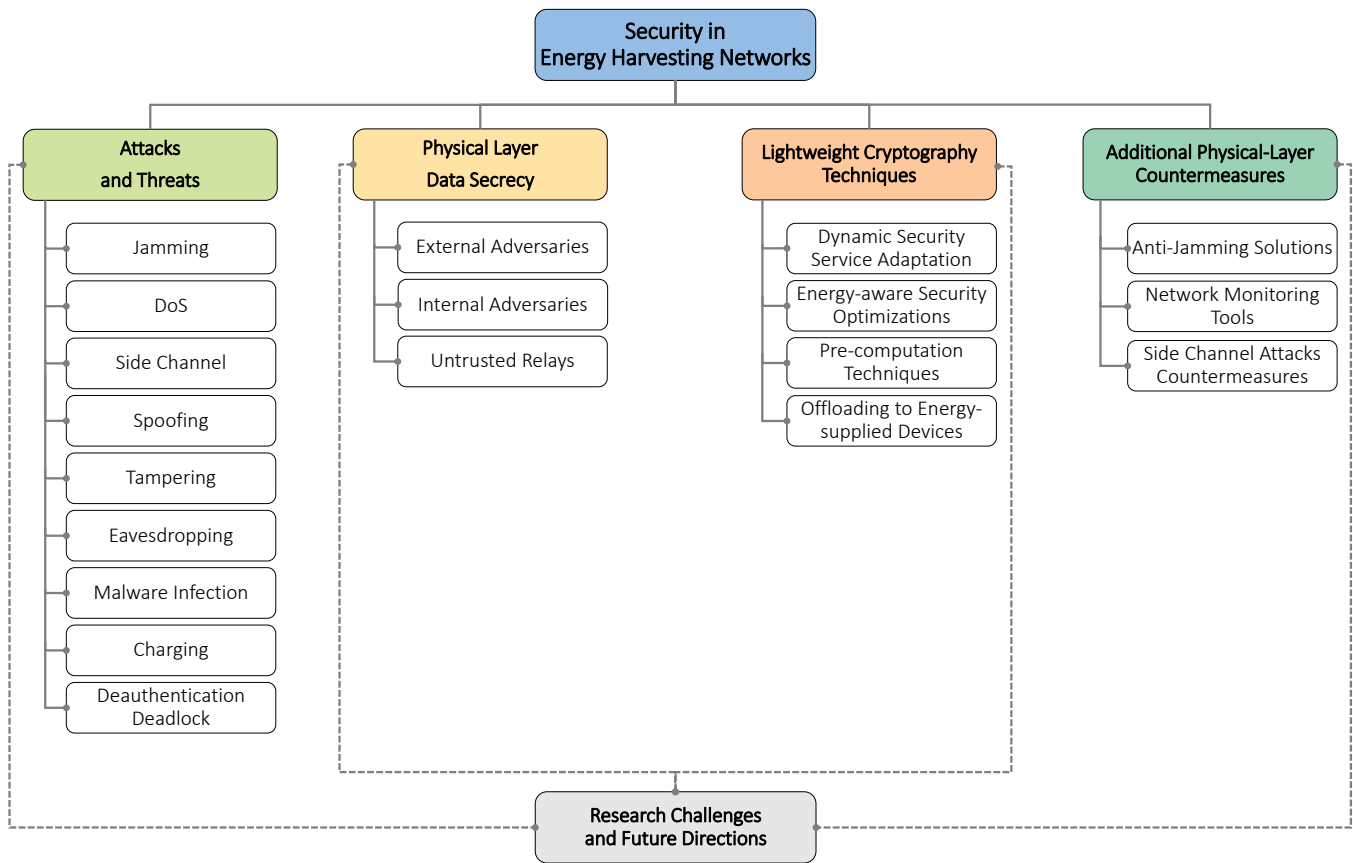 Security in
Energy Harvesting Networks
Attacks
and Threats
Jamming
DoS
Side Channel
Spoofing
Tampering
Eavesdropping
Malware Infection
Charging
Deauthentication
Deadlock
Physical Layer
Data Secrecy
External Adversaries
Internal Adversaries
Untrusted Relays
Lightweight Cryptography
Techniques
Dynamic Security
Service Adaptation
Energy-aware Security
Optimizations
Pre-computation
Techniques
Offloading to Energy-
supplied Devices
Additional Physical-Layer
Countermeasures
Anti-Jamming Solutions
Network Monitoring
Tools
Side Channel Attacks
Countermeasures
Research Challenges
and Future Directions